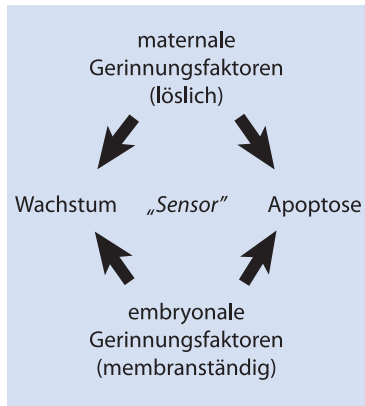 maternale
Gerinnungsfaktoren
(löslich)
Wachstum „Sensor” Apoptose
embryonale
Gerinnungsfaktoren
(membranständig)